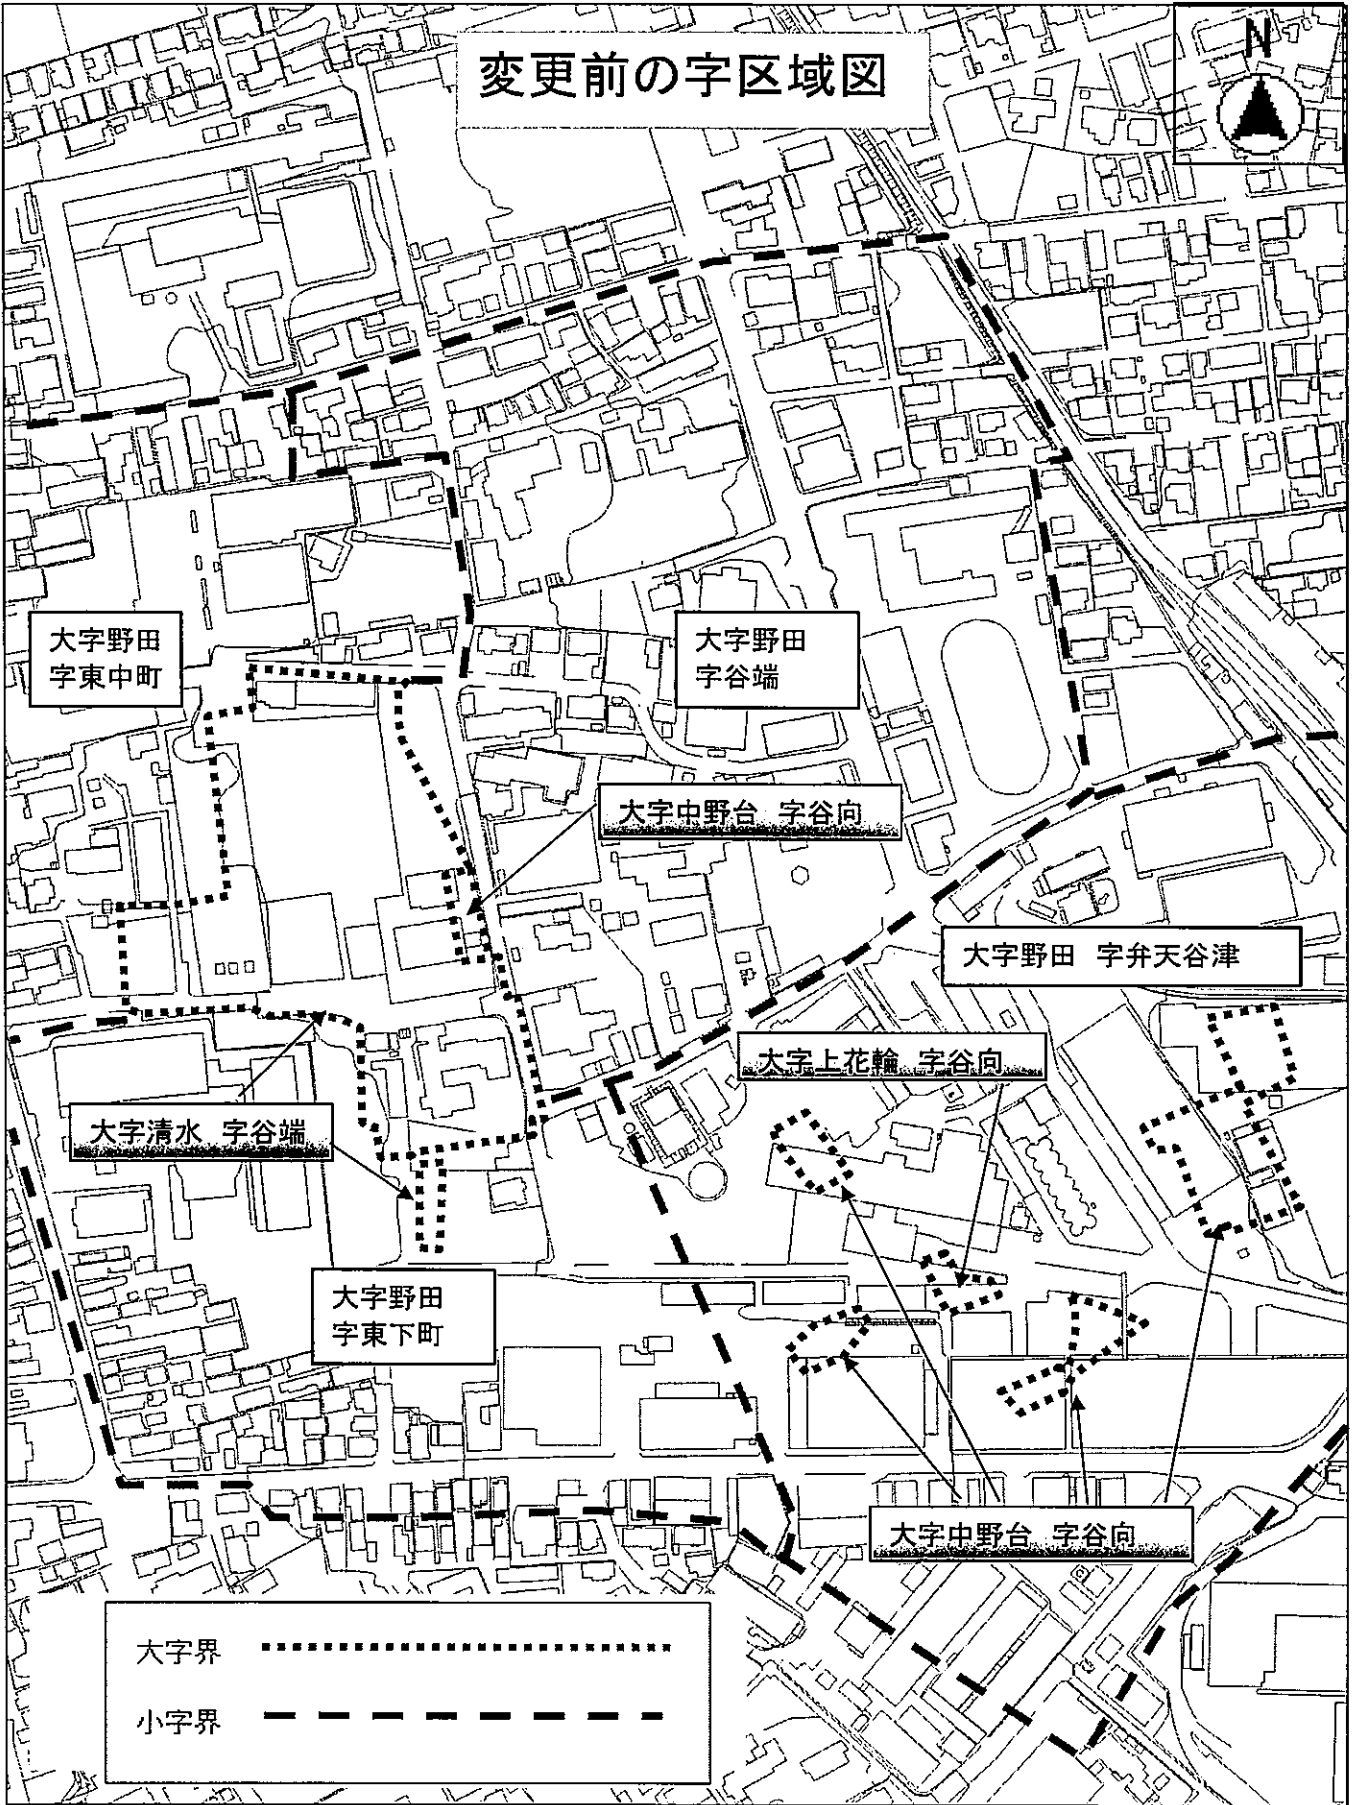 変更前の字区域図
N
大字野田
字東中町
大字野田
字谷端
大字中野台 字谷向
大字野田 字弁天谷津
大字上花輪 字谷向
大字清水 字谷端
大字野田
字東下町
大字中野台 字谷向
大字界
小字界